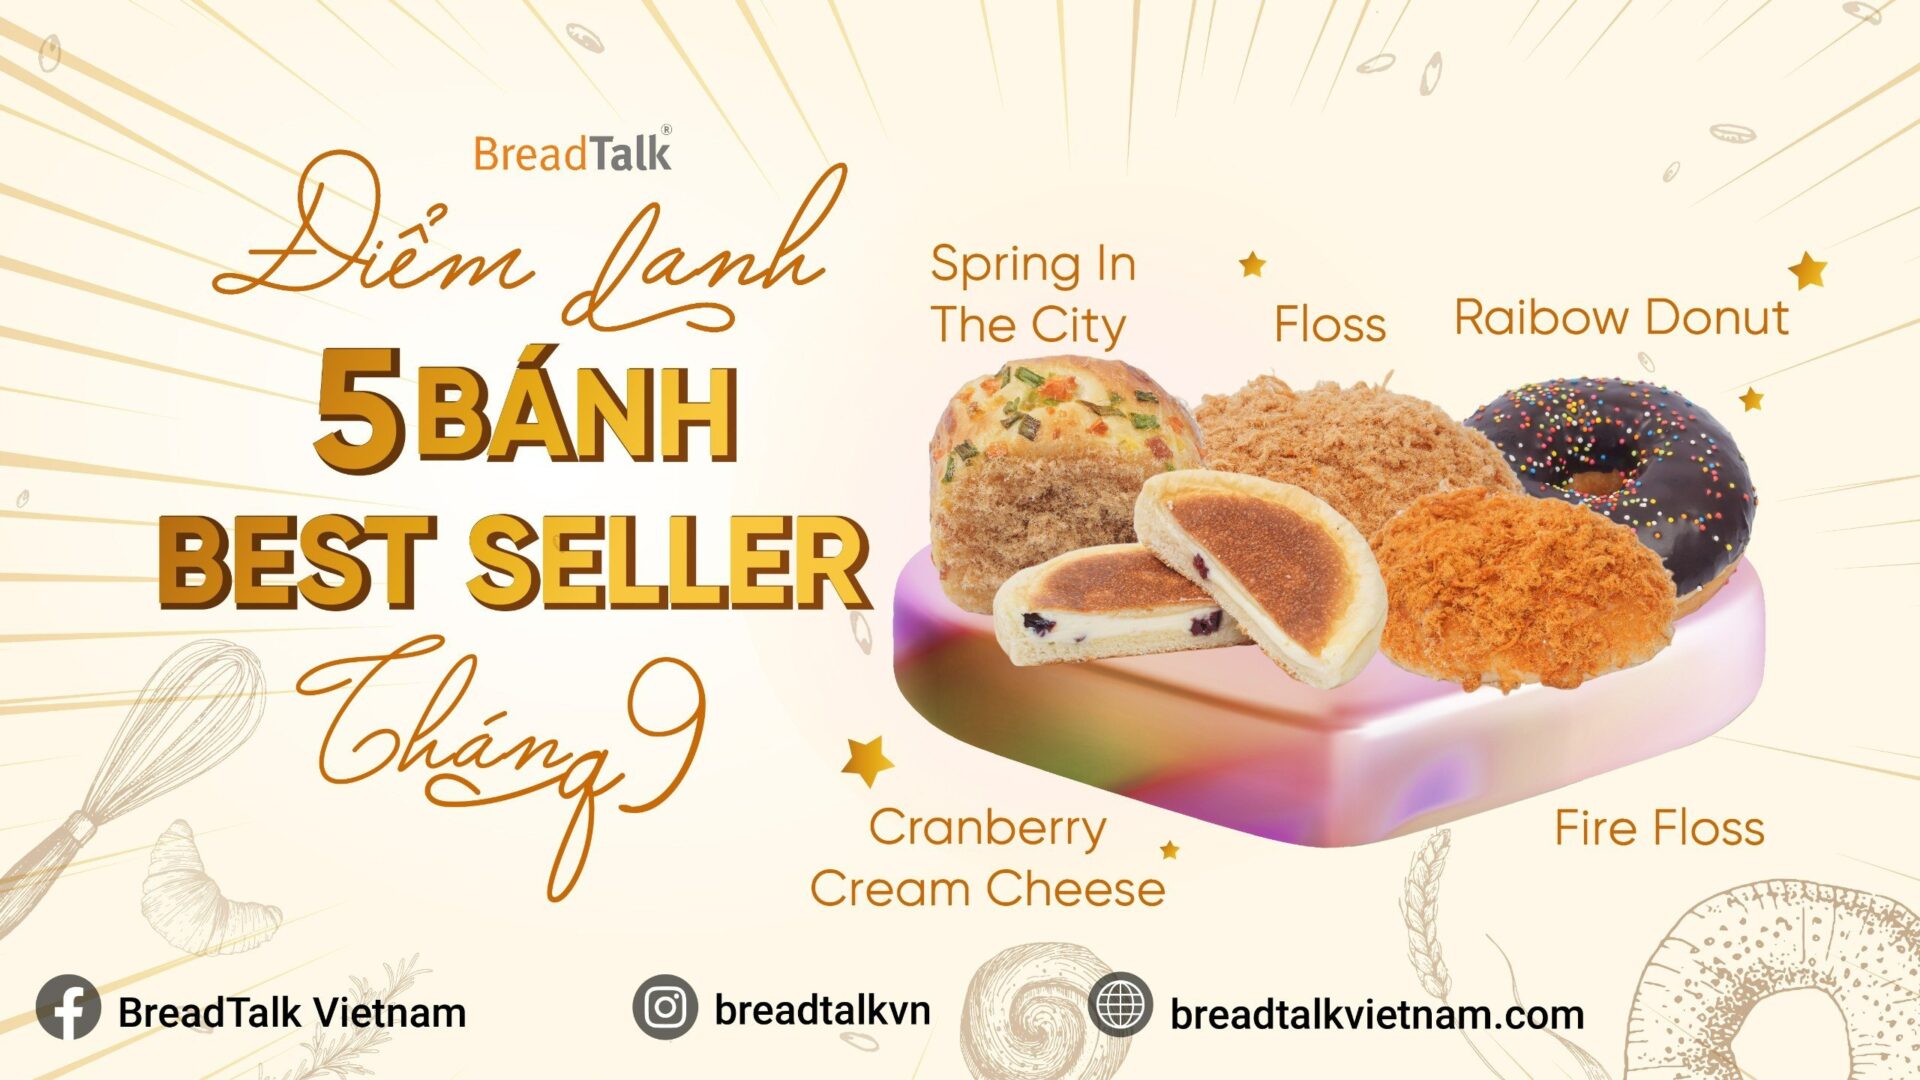 BreadTalk®
Điểm danh
5 BÁNH
BEST SELLER
Tháng 9
Spring In
The City
Floss
Raibow Donut
Cranberry
Cream Cheese
Fire Floss
BreadTalk Vietnam
breadtalkvn
breadtalkvietnam.com